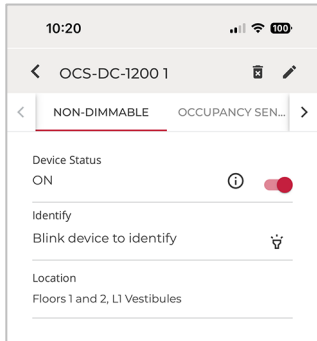 10:20
100
OCS-DC-1200 1
NON-DIMMABLE
OCCUPANCY SEN...
Device Status
ON
Identify
Blink device to identify
Location
Floors 1 and 2, L1 Vestibules